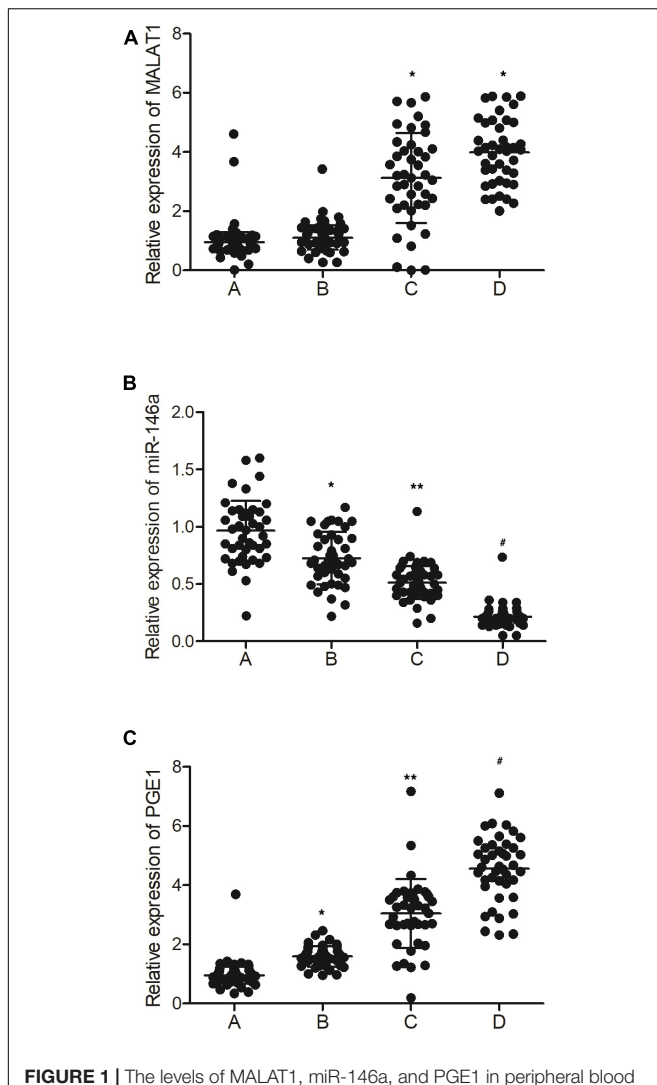 A
Relative expression of MALAT1
8
6
4
2
0
*
*
A B C D
B
Relative expression of miR-146a
2.0
1.5
1.0
0.5
0.0
*
**
#
A B C D
C
Relative expression of PGE1
8
6
4
2
0
*
**
#
A B C D
FIGURE 1 | The levels of MALAT1, miR-146a, and PGE1 in peripheral blood